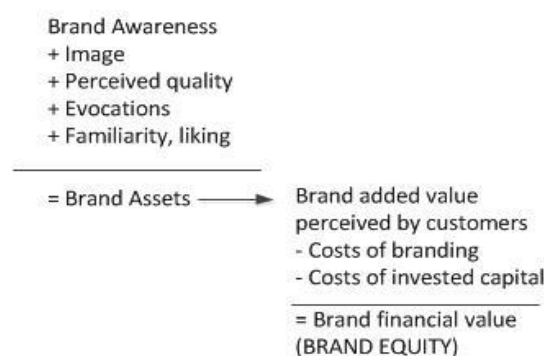 Brand Awareness
+ Image
+ Perceived quality
+ Evocations
+ Familiarity, liking
= Brand Assets
Brand added value
perceived by customers
- Costs of branding
- Costs of invested capital
= Brand financial value
(BRAND EQUITY)